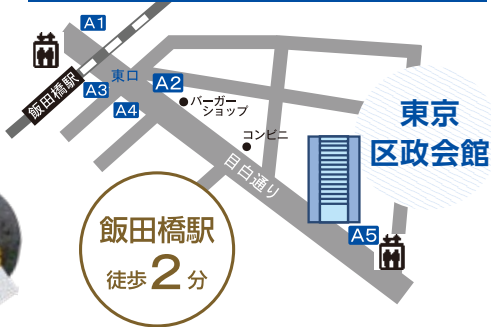 A1
飯田橋駅
東口
A3
A2
A4
バーガー
ショップ
コンビニ
目白通り
東京
区政会館
A5
飯田橋駅
徒歩2分